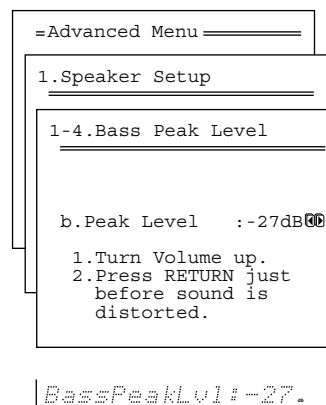 Advanced Menu
1.Speaker Setup
1-4.Bass Peak Level
b.Peak Level :-27dB
1.Turn Volume up.
2.Press RETURN just
before sound is
distorted.
BassPeakLvl:-27.